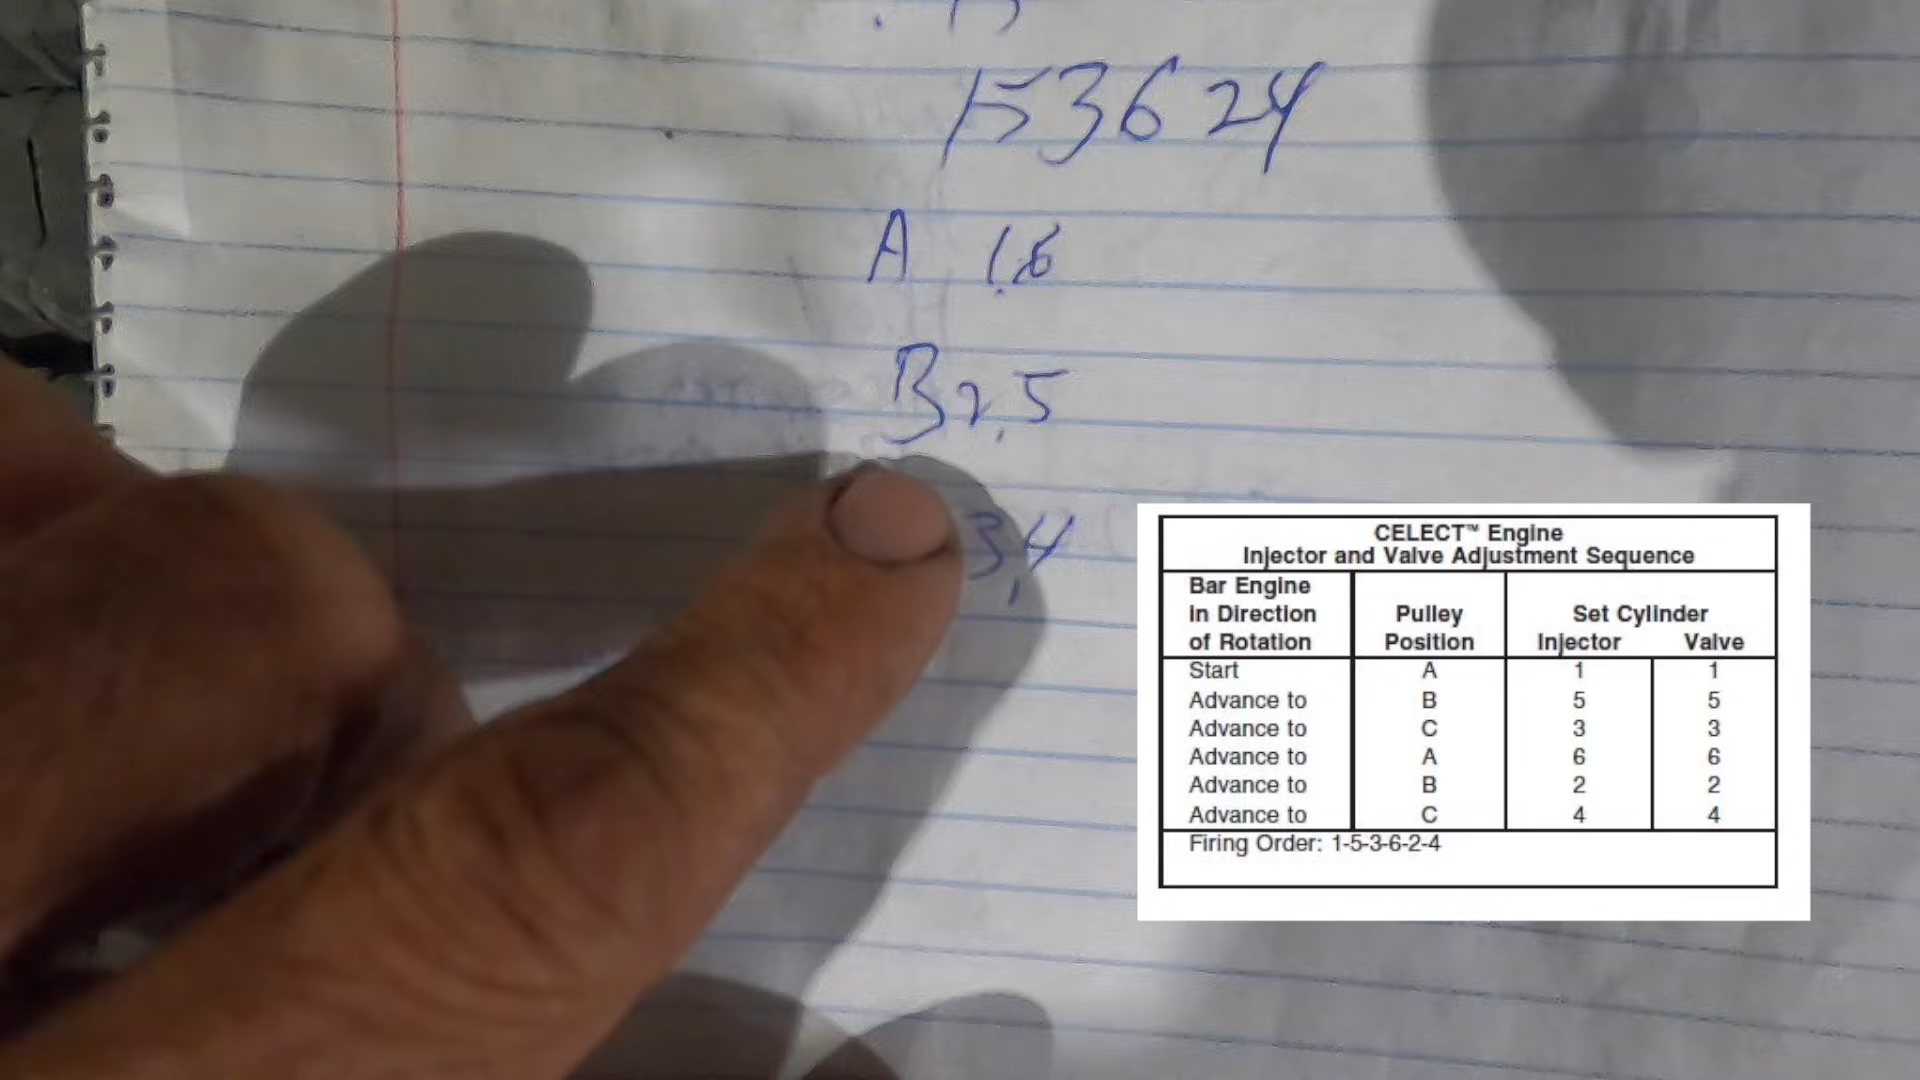 153624
A 1,6
B 2,5
3,4
CELECT™ Engine
Injector and Valve Adjustment Sequence
Bar Engine in Direction of Rotation Pulley Position Set Cylinder Injector Valve
Start A 1 1
Advance to B 5 5
Advance to C 3 3
Advance to A 6 6
Advance to B 2 2
Advance to C 4 4
Firing Order: 1-5-3-6-2-4